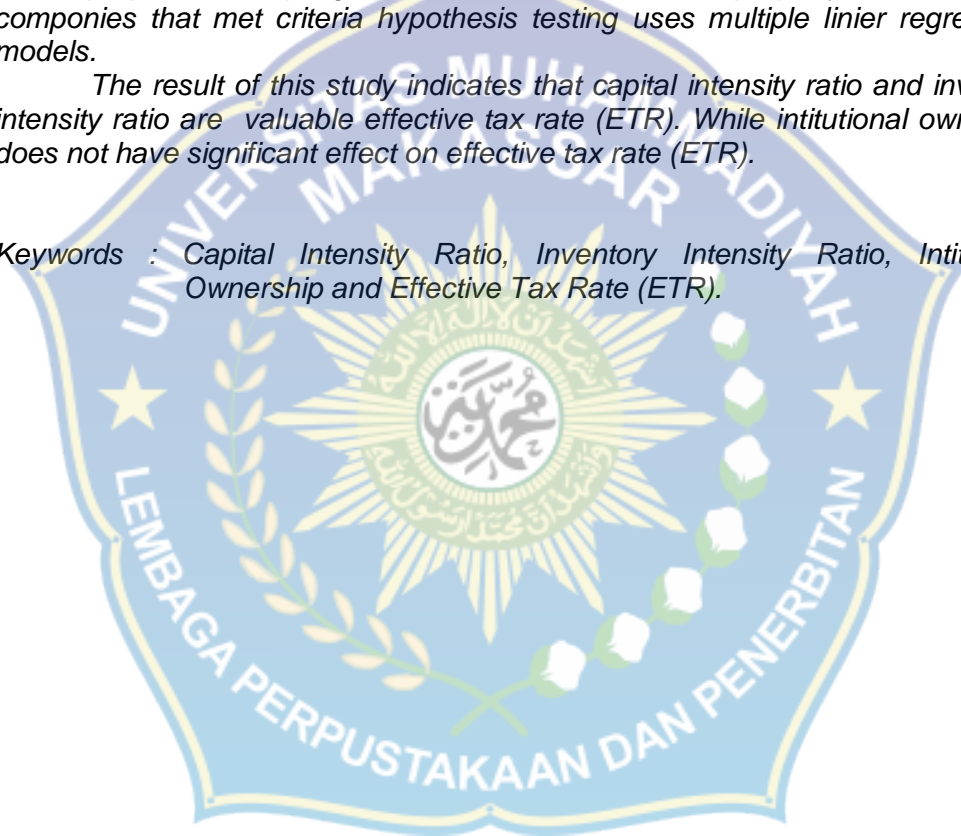 companies that met criteria hypothesis testing uses multiple linier regre
models.
The result of this study indicates that capital intensity ratio and inv
intensity ratio are valuable effective tax rate (ETR). While intitutional own
does not have significant effect on effective tax rate (ETR).
Keywords : Capital Intensity Ratio, Inventory Intensity Ratio, Intit
Ownership and Effective Tax Rate (ETR).
UNIVERSITAS MUHAMMADIYAH
MAKASSAR
LEMBAGA PERPUSTAKAAN DAN PENERBITAN